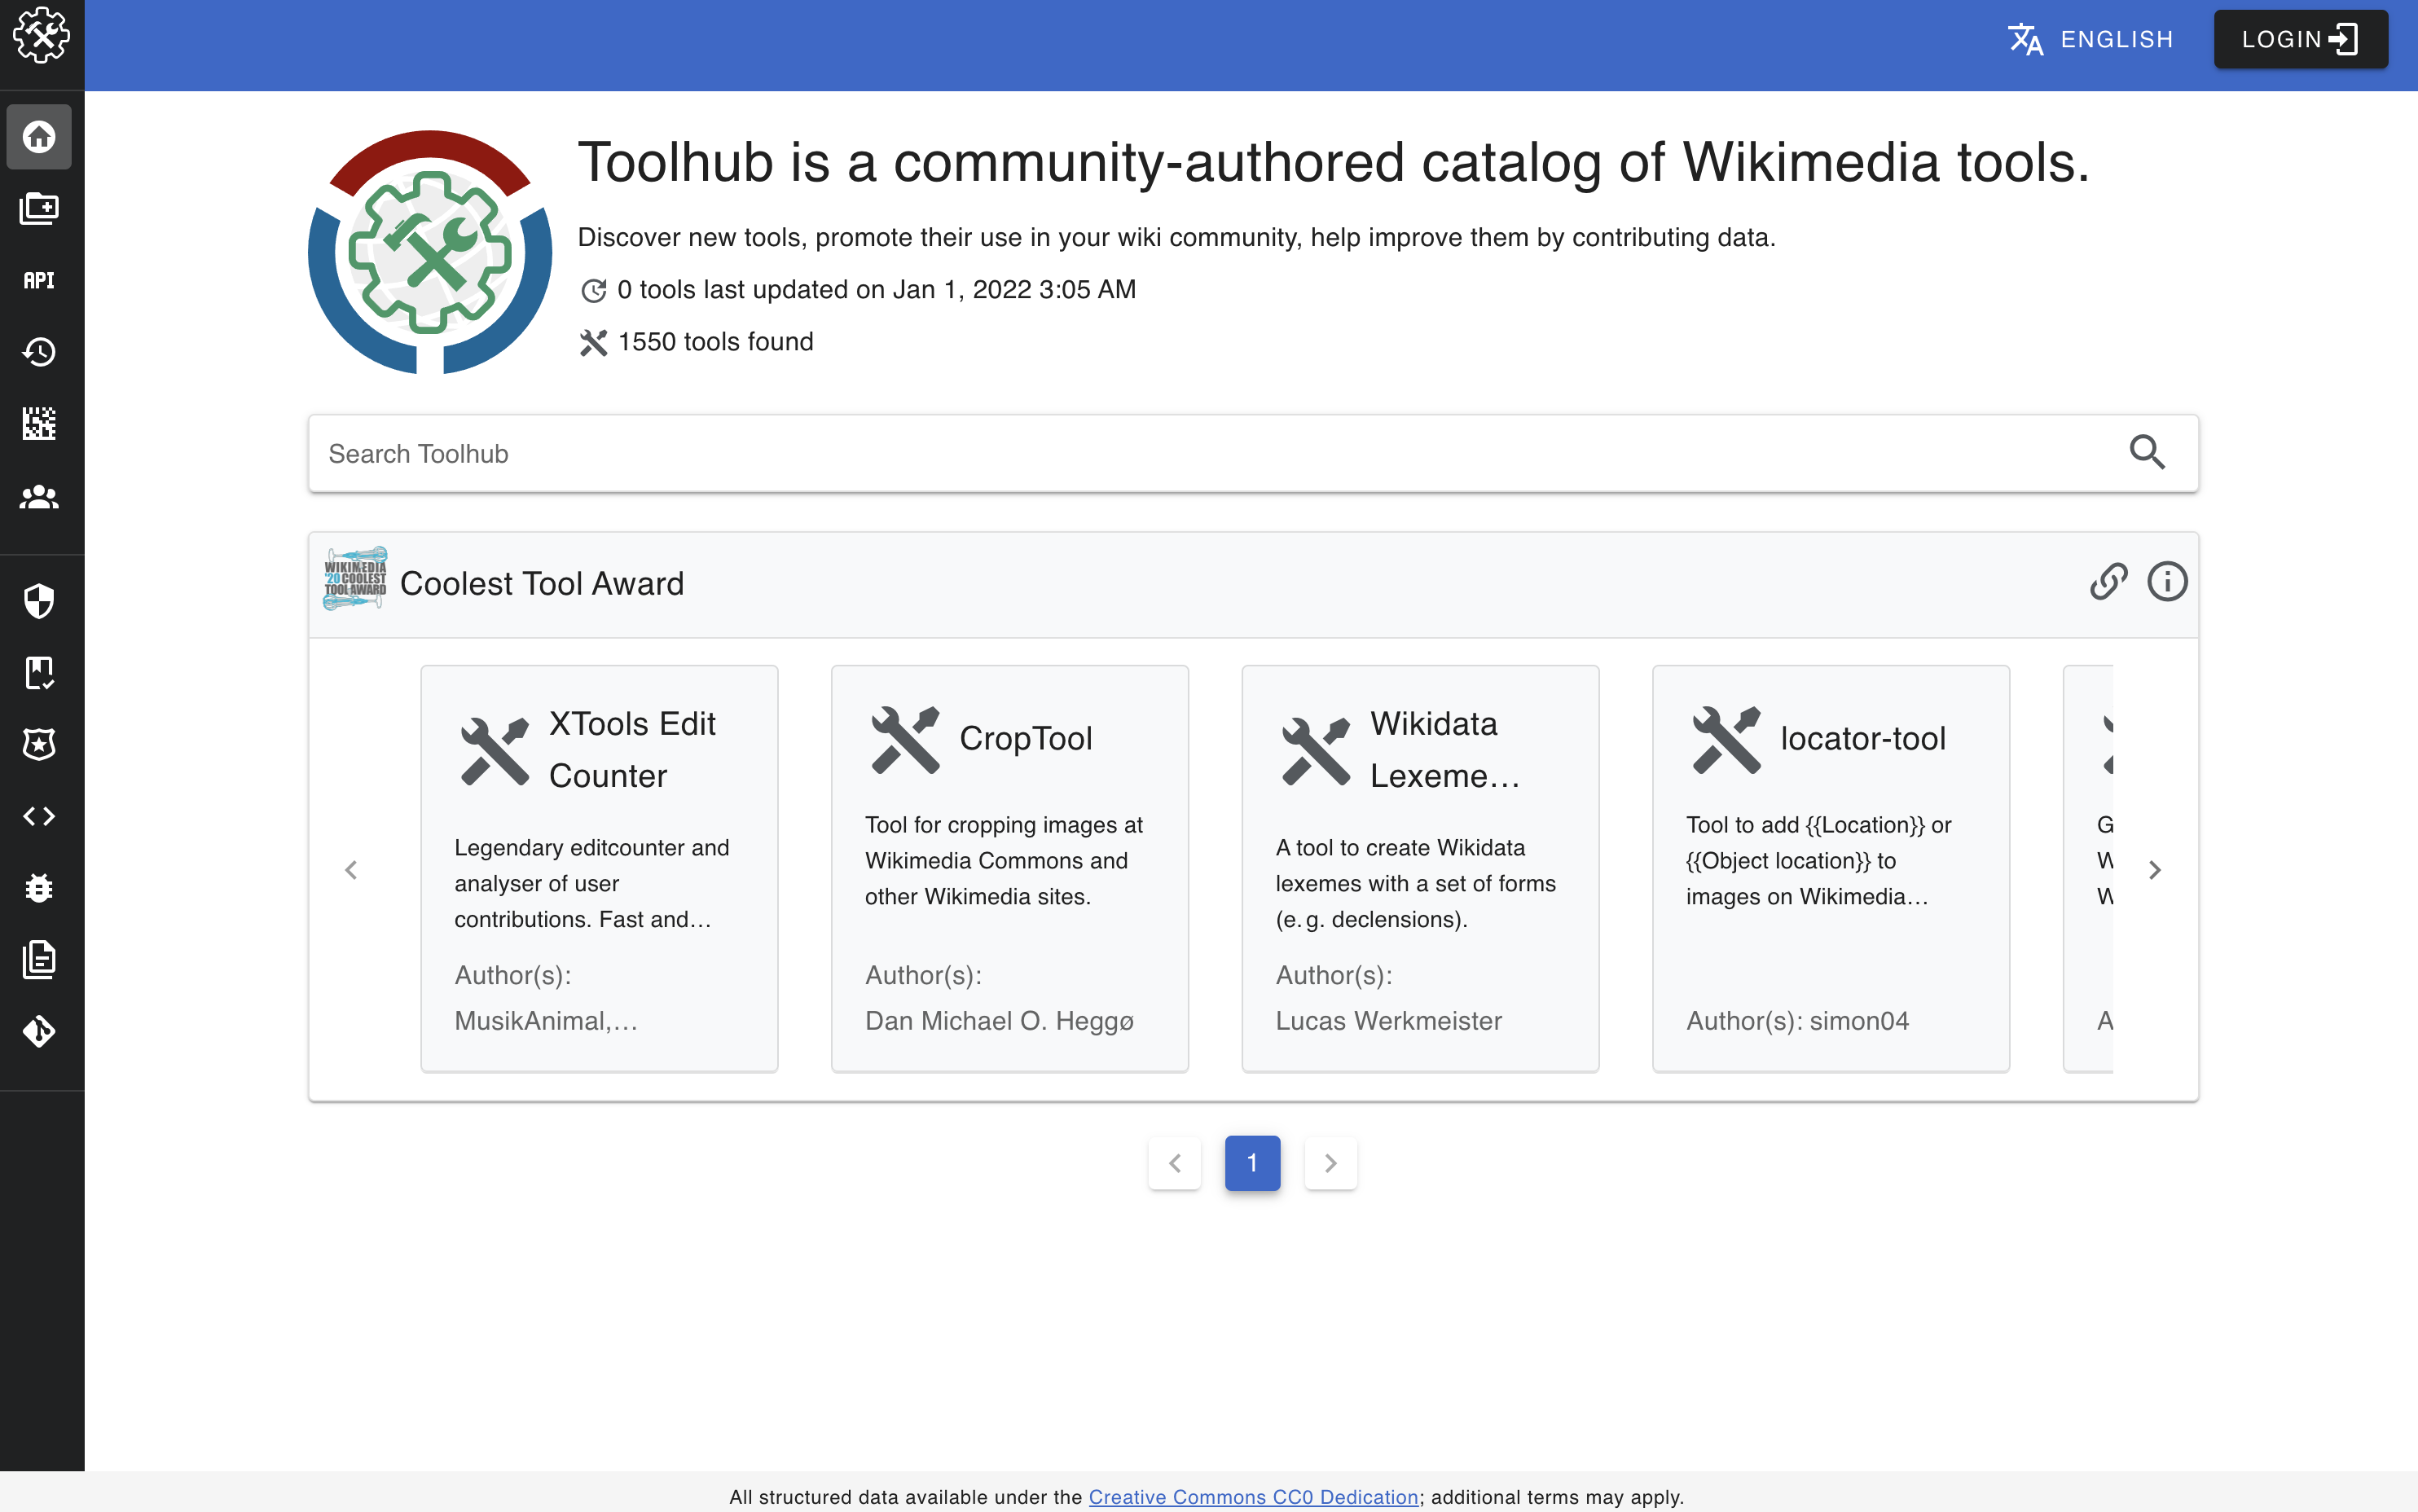 ENGLISH
LOGIN
API
Toolhub is a community-authored catalog of Wikimedia tools.
Discover new tools, promote their use in your wiki community, help improve them by contributing data.
0 tools last updated on Jan 1, 2022 3:05 AM
1550 tools found
Search Toolhub
WIKIMEDIA
'20 COOLEST
TOOL AWARD
Coolest Tool Award
XTools Edit
Counter
Legendary editcounter and
analyser of user
contributions. Fast and…
Author(s):
MusikAnimal,…
CropTool
Tool for cropping images at
Wikimedia Commons and
other Wikimedia sites.
Author(s):
Dan Michael O. Heggø
Wikidata
Lexeme…
A tool to create Wikidata
lexemes with a set of forms
(e. g. declensions).
Author(s):
Lucas Werkmeister
locator-tool
Tool to add {{Location}} or
{{Object location}} to
images on Wikimedia…
Author(s): simon04
G
W
W
A
1
All structured data available under the Creative Commons CC0 Dedication; additional terms may apply.